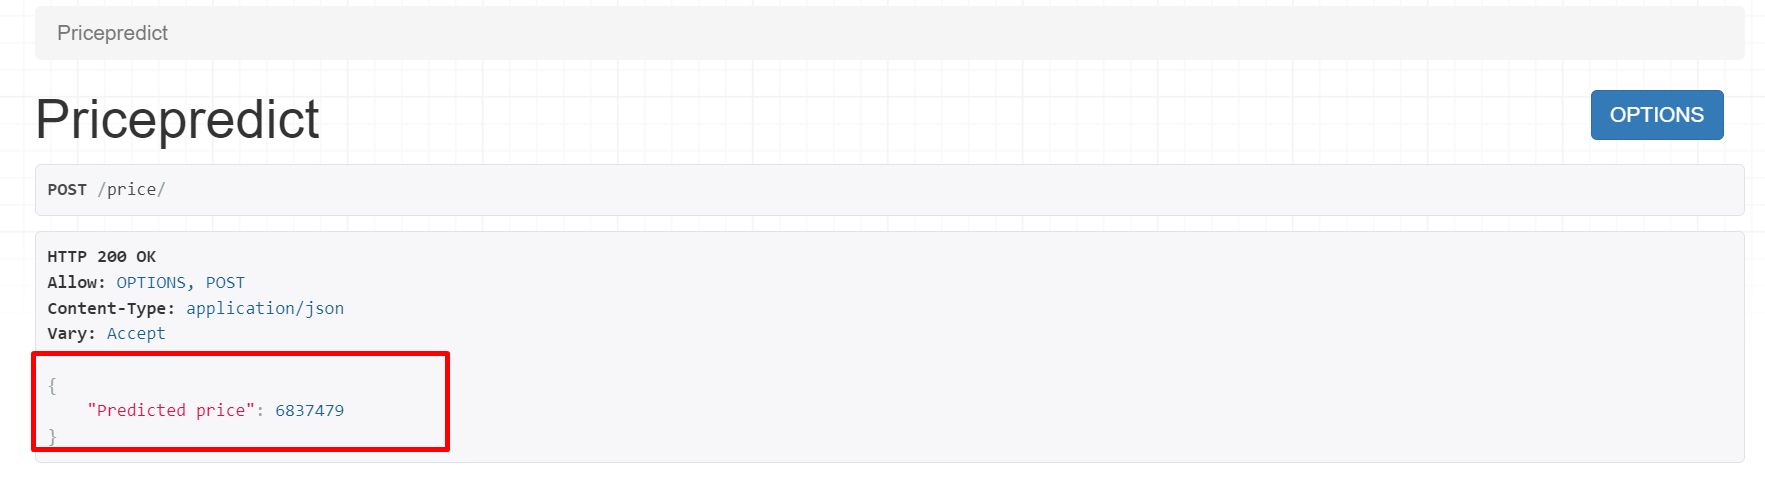 Pricepredict
Pricepredict
OPTIONS
POST /price/
HTTP 200 OK
Allow: OPTIONS, POST
Content-Type: application/json
Vary: Accept
{
    "Predicted price": 6837479
}